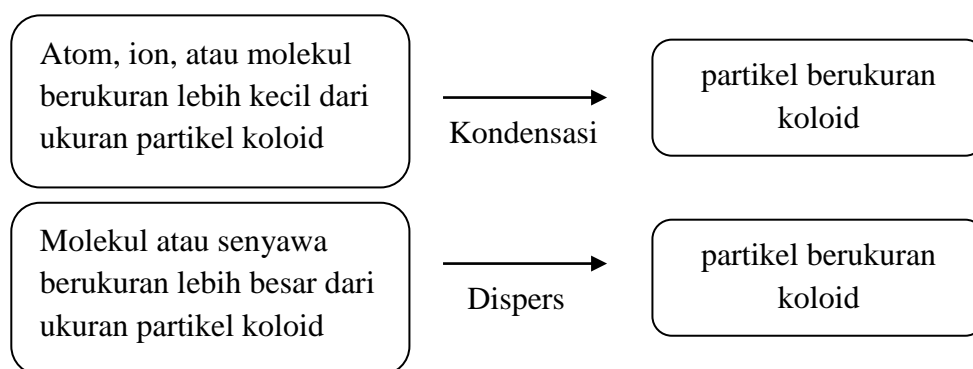 Atom, ion, atau molekul
berukuran lebih kecil dari
ukuran partikel koloid
Kondensasi
partikel berukuran
koloid
Molekul atau senyawa
berukuran lebih besar dari
ukuran partikel koloid
Dispers
partikel berukuran
koloid